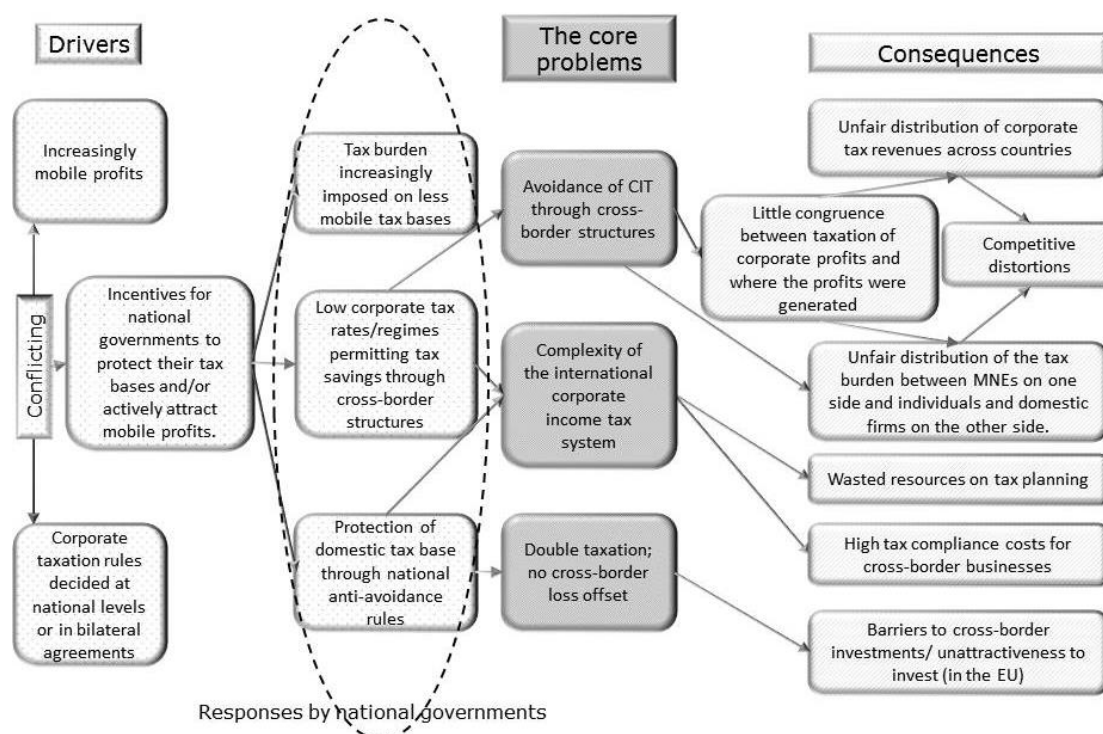 Drivers
The core
problems
Consequences
Increasingly
mobile profits
Conflicting
Incentives for
national
governments to
protect their tax
bases and/or
actively attract
mobile profits.
Corporate
taxation rules
decided at
national levels
or in bilateral
agreements
Tax burden
increasingly
imposed on less
mobile tax bases
Low corporate tax
rates/regimes
permitting tax
savings through
cross-border
structures
Protection of
domestic tax base
through national
anti-avoidance
rules
Responses by national governments
Avoidance of CIT
through cross-
border structures
Complexity of
the international
corporate
income tax
system
Double taxation;
no cross-border
loss offset
Unfair distribution of corporate
tax revenues across countries
Little congruence
between taxation of
corporate profits and
where the profits were
generated
Competitive
distortions
Unfair distribution of the tax
burden between MNEs on one
side and individuals and domestic
firms on the other side.
Wasted resources on tax planning
High tax compliance costs for
cross-border businesses
Barriers to cross-border
investments/ unattractiveness to
invest (in the EU)